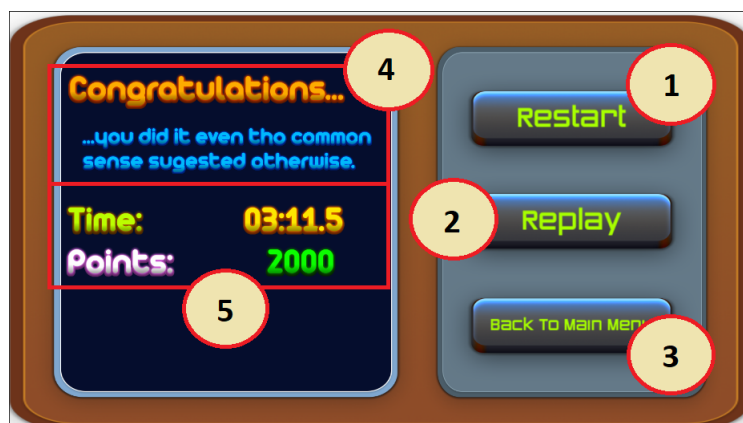 Congratulations...
4
...you did it even tho common
sense sugested otherwise.
Time: 03:11.5
Points: 2000
5
1
Restart
2
Replay
Back To Main Menu
3